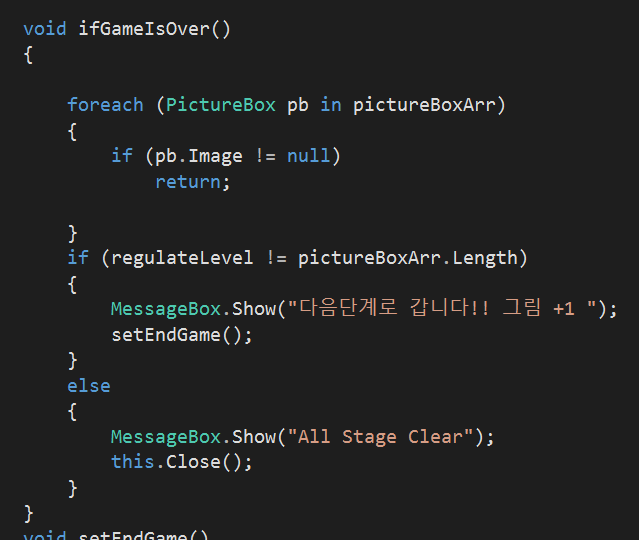 void ifGameIsOver()
{
foreach (PictureBox pb in pictureBoxArr)
{
if (pb.Image != null)
return;
}
if (regulateLevel != pictureBoxArr.Length)
{
MessageBox.Show("다음단계로 갑니다!! 그림 +1 ");
setEndGame();
}
else
{
MessageBox.Show("All Stage Clear");
this.Close();
}
}
void setEndGame()